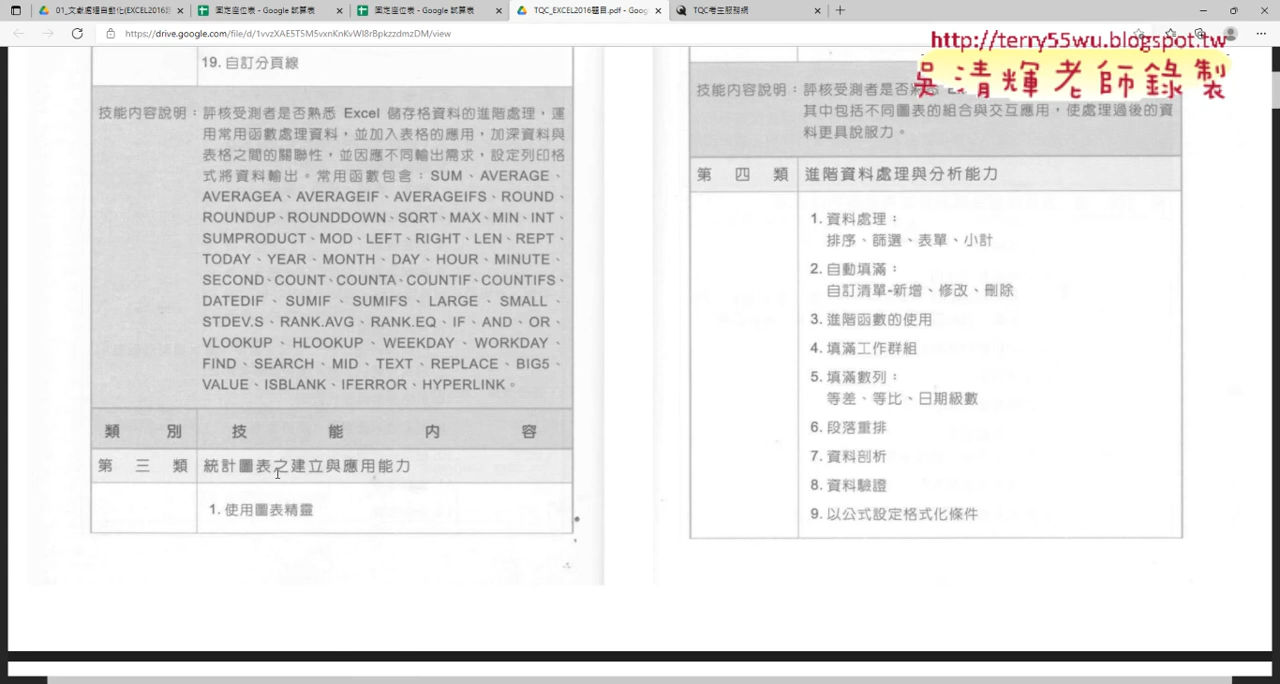 01_文獻處理自動化(EXCEL2016
固定座位表 - Google 試算表
固定座位表 - Google 試算表
TQC_EXCEL2016題目.pdf - Goog
TQC考生服務網
https://drive.google.com/file/d/1vvzXAE5T5M5vxnKnKvWI8rBpkzzdmzDM/view
http://terry55wu.blogspot.tw
吳清輝老師錄製
19. 自訂分頁線
技能內容說明：評核受測者是否熟悉 Excel 儲存格資料的進階處理，運
用常用函數處理資料，並加入表格的應用，加深資料與
表格之間的關聯性，並因應不同輸出需求，設定列印格
式將資料輸出。常用函數包含：SUM、AVERAGE、
AVERAGEA、AVERAGEIF、AVERAGEIFS、ROUND、
ROUNDUP、ROUNDDOWN、SQRT、MAX、MIN、INT、
SUMPRODUCT、MOD、LEFT、RIGHT、LEN、REPT、
TODAY、YEAR、MONTH、DAY、HOUR、MINUTE、
SECOND、COUNT、COUNTA、COUNTIF、COUNTIFS、
DATEDIF、SUMIF、SUMIFS、LARGE、SMALL、
STDEV.S、RANK.AVG、RANK.EQ、IF、AND、OR、
VLOOKUP、HLOOKUP、WEEKDAY、WORKDAY、
FIND、SEARCH、MID、TEXT、REPLACE、BIG5、
VALUE、ISBLANK、IFERROR、HYPERLINK。
類別 技能內容
第三類 統計圖表之建立與應用能力
1. 使用圖表精靈
技能內容說明：評核受測者是否熟悉
其中包括不同圖表的組合與交互應用，使處理過後的資
料更具說服力。
第四類 進階資料處理與分析能力
1. 資料處理：
排序、篩選、表單、小計
2. 自動填滿：
自訂清單-新增、修改、刪除
3. 進階函數的使用
4. 填滿工作群組
5. 填滿數列：
等差、等比、日期級數
6. 段落重排
7. 資料剖析
8. 資料驗證
9. 以公式設定格式化條件